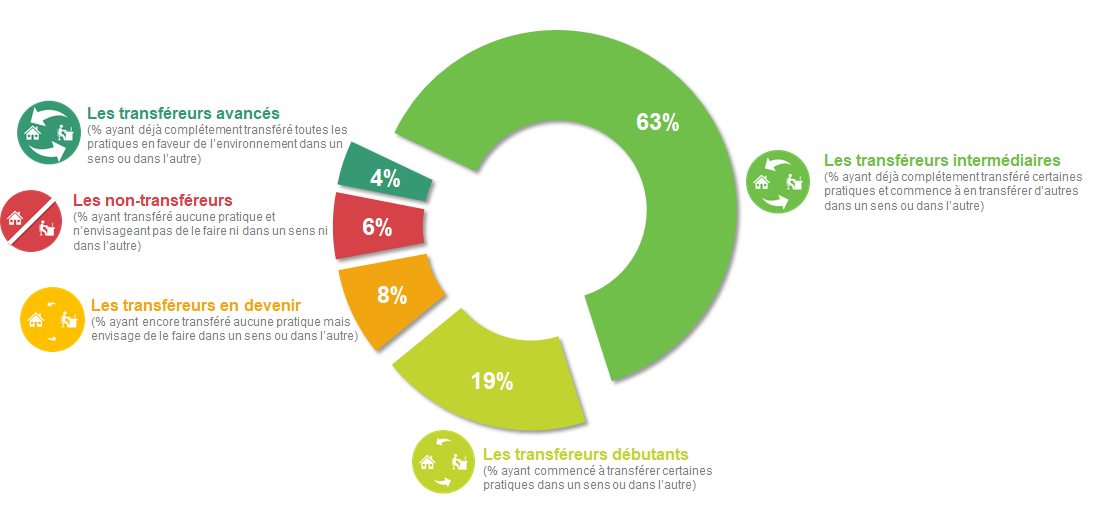 63%
Les transféreurs avancés
(% ayant déjà complétement transféré toutes les
pratiques en faveur de l'environnement dans un
sens ou dans l'autre)
4%
Les transféreurs intermédiaires
(% ayant déjà complétement transféré certaines
pratiques et commence à en transférer d'autres
dans un sens ou dans l'autre)
Les non-transféreurs
(% ayant transféré aucune pratique et
n'envisageant pas de le faire ni dans un sens ni
dans l'autre)
6%
8%
Les transféreurs en devenir
(% ayant encore transféré aucune pratique mais
envisage de le faire dans un sens ou dans l'autre)
19%
Les transféreurs débutants
(% ayant commencé à transférer certaines
pratiques dans un sens ou dans l'autre)